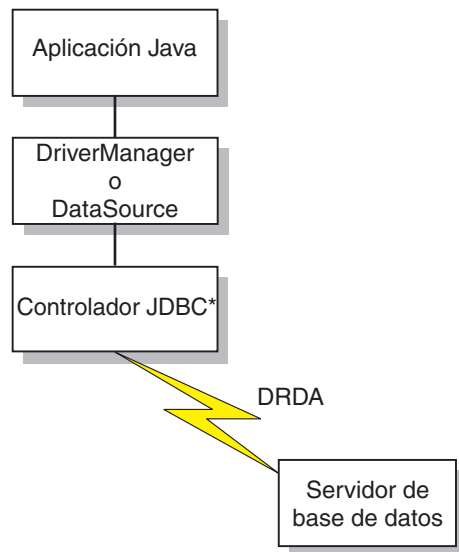 Aplicación Java
DriverManager
o
DataSource
Controlador JDBC*
DRDA
Servidor de
base de datos